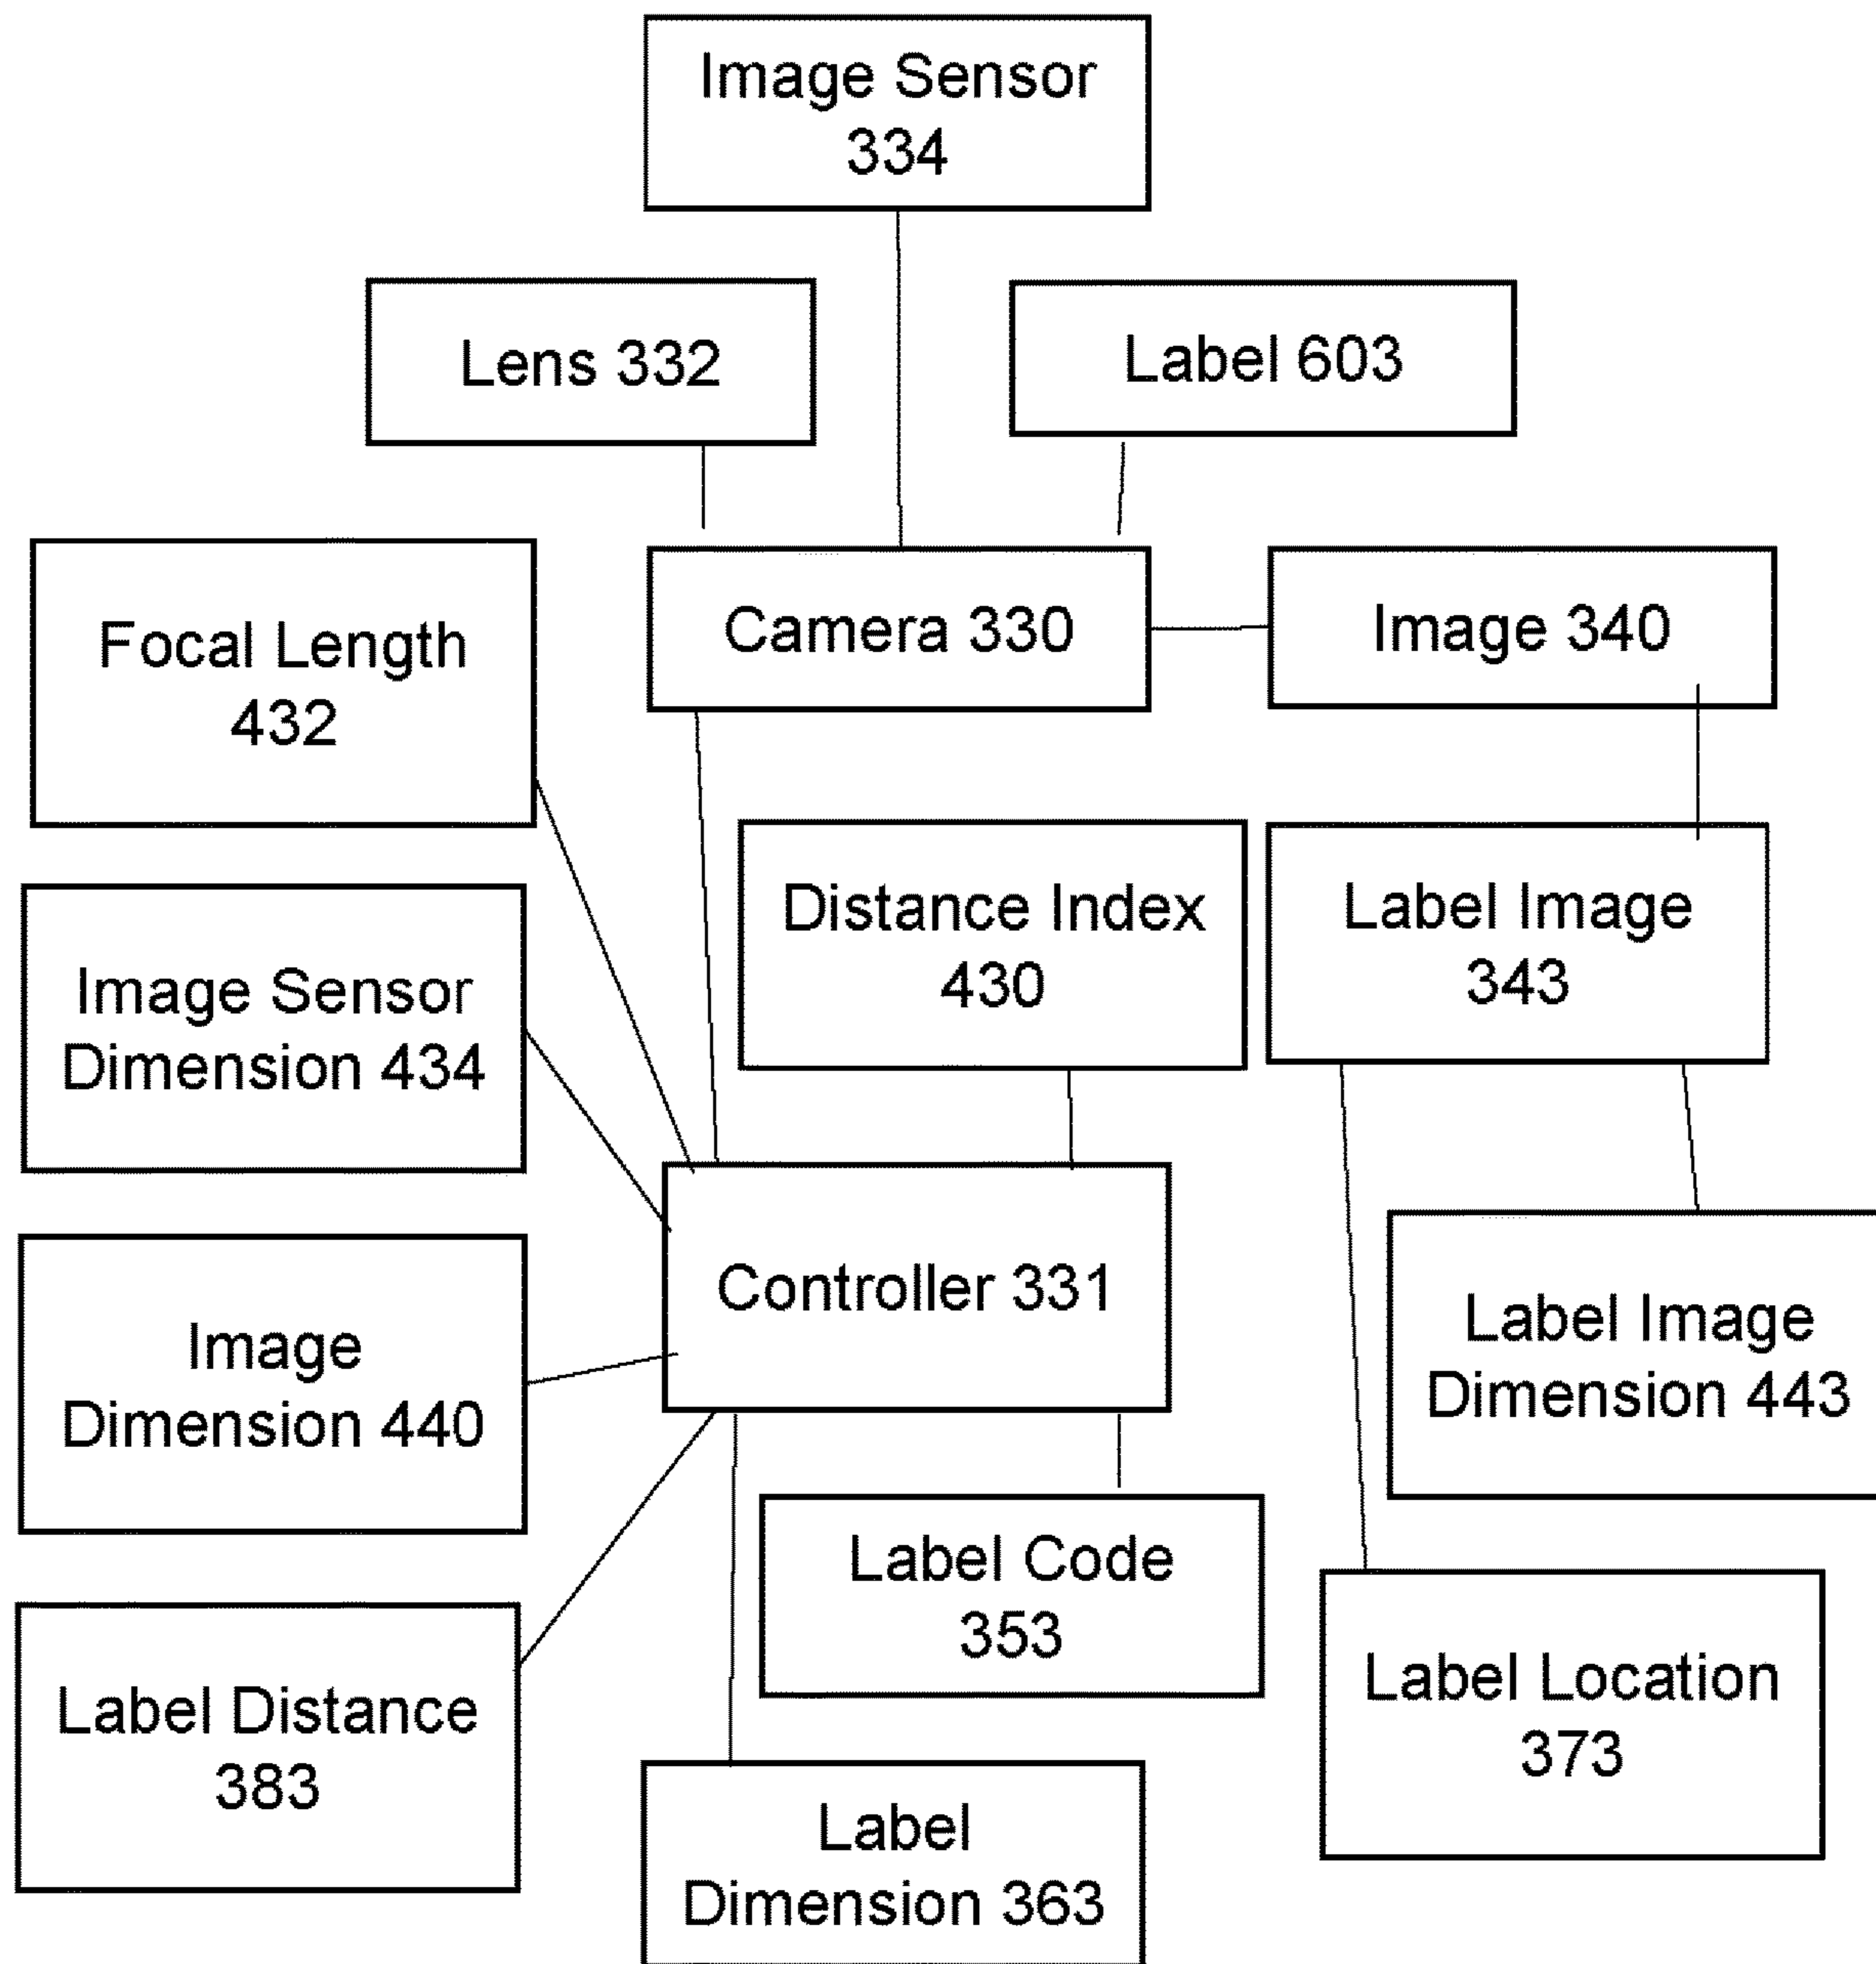 Image Sensor
334
Lens 332
Label 603
Focal Length
432
Camera 330
Image 340
Distance Index
430
Label Image
343
Image Sensor
Dimension 434
Controller 331
Label Image
Dimension 443
Image
Dimension 440
Label Code
353
Label Location
373
Label Distance
383
Label
Dimension 363